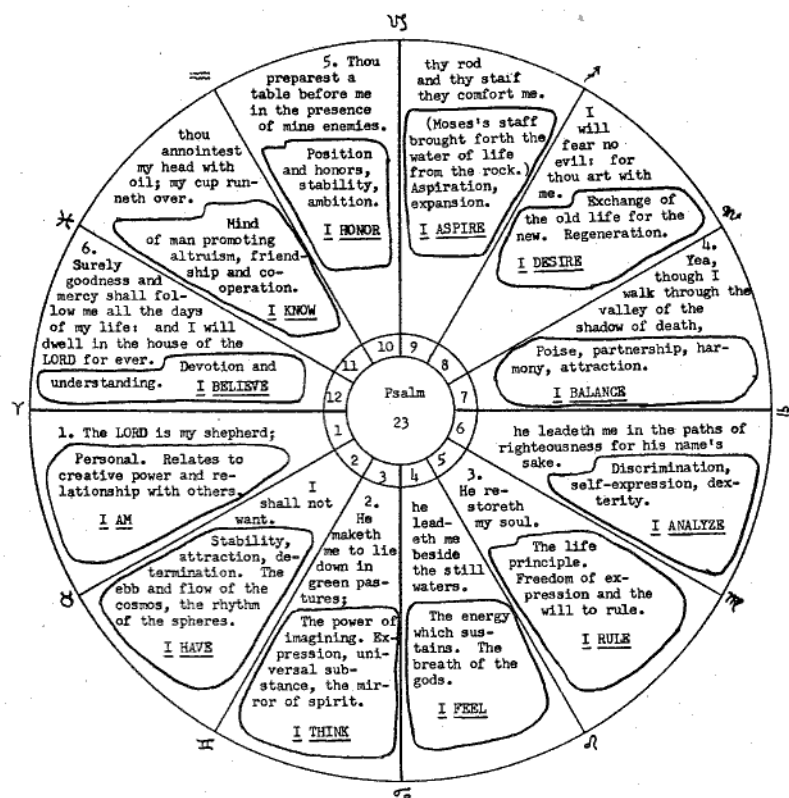 ♈
1. The LORD is my shepherd;
Personal. Relates to
creative power and re-
lationship with others.
I AM
♉
I
shall not
want.
Stability,
attraction, de-
termination. The
ebb and flow of the
cosmos, the rhythm
of the spheres.
I HAVE
♊
2.
He
maketh
me to lie
down in
green pas-
tures;
The power of
imagining. Ex-
pression, uni-
versal sub-
stance, the mir-
ror of spirit.
I THINK
♋
he
lead-
eth me
beside
the still
waters.
The energy
which sus-
tains. The
breath of the
gods.
I FEEL
♌
3.
He re-
storeth
my soul.
The life
principle.
Freedom of ex-
pression and the
will to rule.
I RULE
♍
he leadeth me in the paths of
righteousness for his name's
sake.
Discrimination,
self-expression, dex-
terity.
I ANALYZE
♎
4.
Yea,
though I
walk through the
valley of the
shadow of death,
Poise, partnership, har-
mony, attraction.
I BALANCE
♏
I
will
fear no
evil: for
thou art with
me.
Exchange of
the old life for the
new. Regeneration.
I DESIRE
♐
thy rod
and thy staff
they comfort me.
(Moses's staff
brought forth the
water of life
from the rock.)
Aspiration,
expansion.
I ASPIRE
♑
5. Thou
preparest a
table before me
in the presence
of mine enemies.
Position
and honors,
stability,
ambition.
I HONOR
♒
thou
annointest
my head with
oil; my cup run-
neth over.
Mind
of man promoting
altruism, friend-
ship and co-
operation.
I KNOW
♓
6.
Surely
goodness and
mercy shall fol-
low me all the days
of my life: and I will
dwell in the house of the
LORD for ever.
Devotion and
understanding.
I BELIEVE
1
2
3
4
5
6
7
8
9
10
11
12
Psalm
23